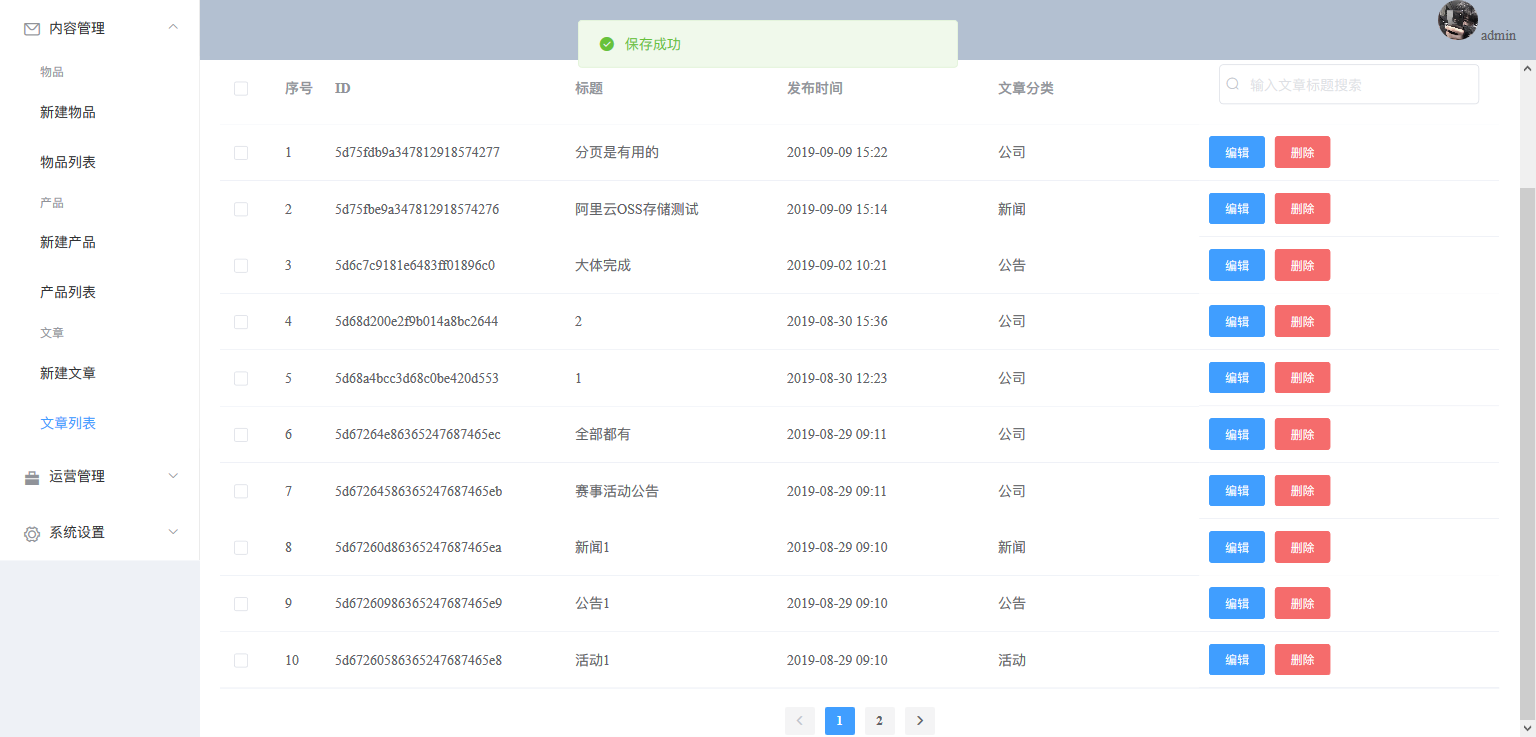 内容管理
物品
新建物品
物品列表
产品
新建产品
产品列表
文章
新建文章
文章列表
运营管理
系统设置
保存成功
admin
序号 ID 标题 发布时间 文章分类 输入文章标题搜索
1 5d75fdb9a347812918574277 分页是有用的 2019-09-09 15:22 公司 编辑 删除
2 5d75fbe9a347812918574276 阿里云OSS存储测试 2019-09-09 15:14 新闻 编辑 删除
3 5d6c7c9181e6483ff01896c0 大体完成 2019-09-02 10:21 公告 编辑 删除
4 5d68d200e2f9b014a8bc2644 2 2019-08-30 15:36 公司 编辑 删除
5 5d68a4bcc3d68c0be420d553 1 2019-08-30 12:23 公司 编辑 删除
6 5d67264e86365247687465ec 全部都有 2019-08-29 09:11 公司 编辑 删除
7 5d67264586365247687465eb 赛事活动公告 2019-08-29 09:11 公司 编辑 删除
8 5d67260d86365247687465ea 新闻1 2019-08-29 09:10 新闻 编辑 删除
9 5d67260986365247687465e9 公告1 2019-08-29 09:10 公告 编辑 删除
10 5d67260586365247687465e8 活动1 2019-08-29 09:10 活动 编辑 删除
1 2